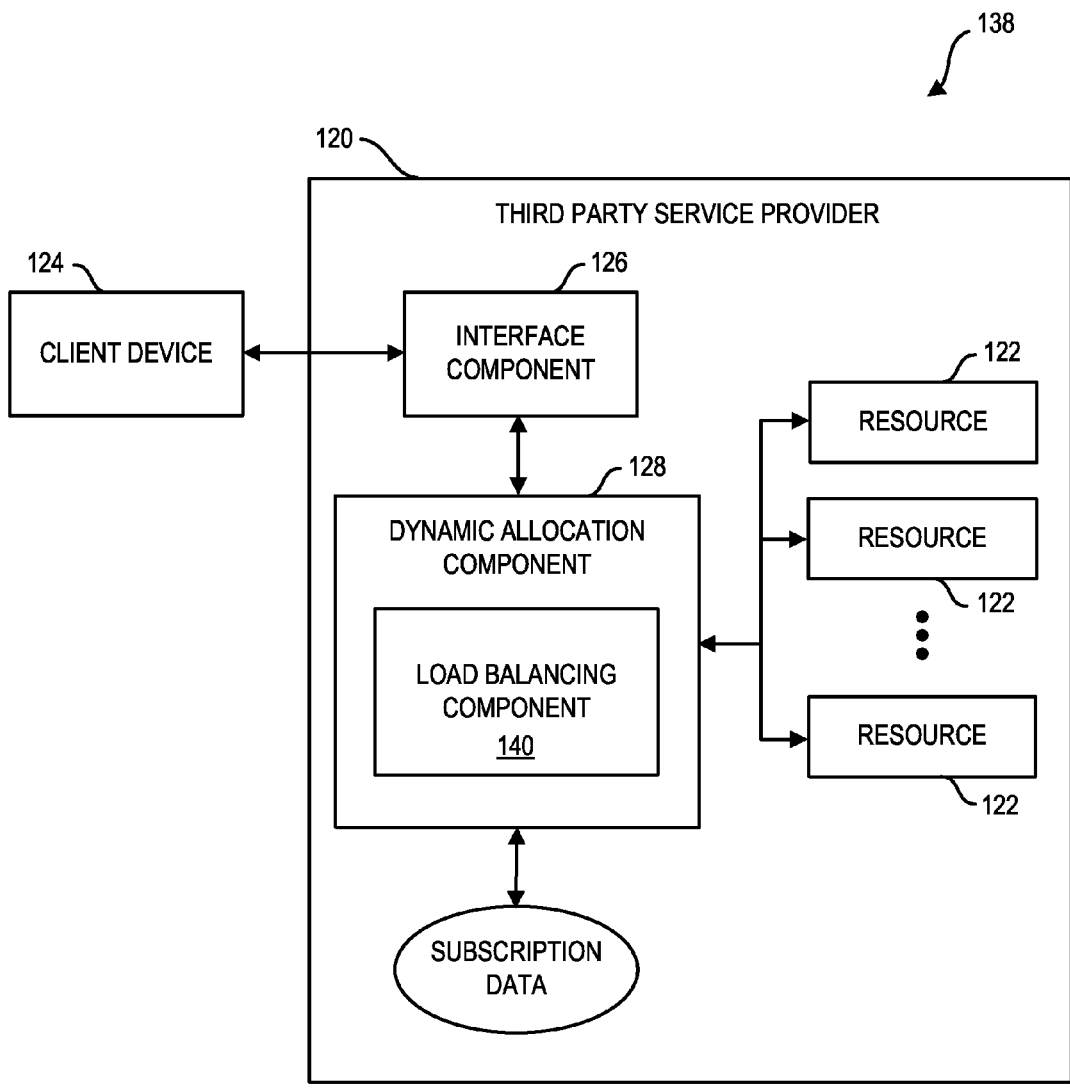 138
120
THIRD PARTY SERVICE PROVIDER
124
CLIENT DEVICE
126
INTERFACE
COMPONENT
122
RESOURCE
128
DYNAMIC ALLOCATION
COMPONENT
RESOURCE
122
LOAD BALANCING
COMPONENT
140
RESOURCE
122
SUBSCRIPTION
DATA